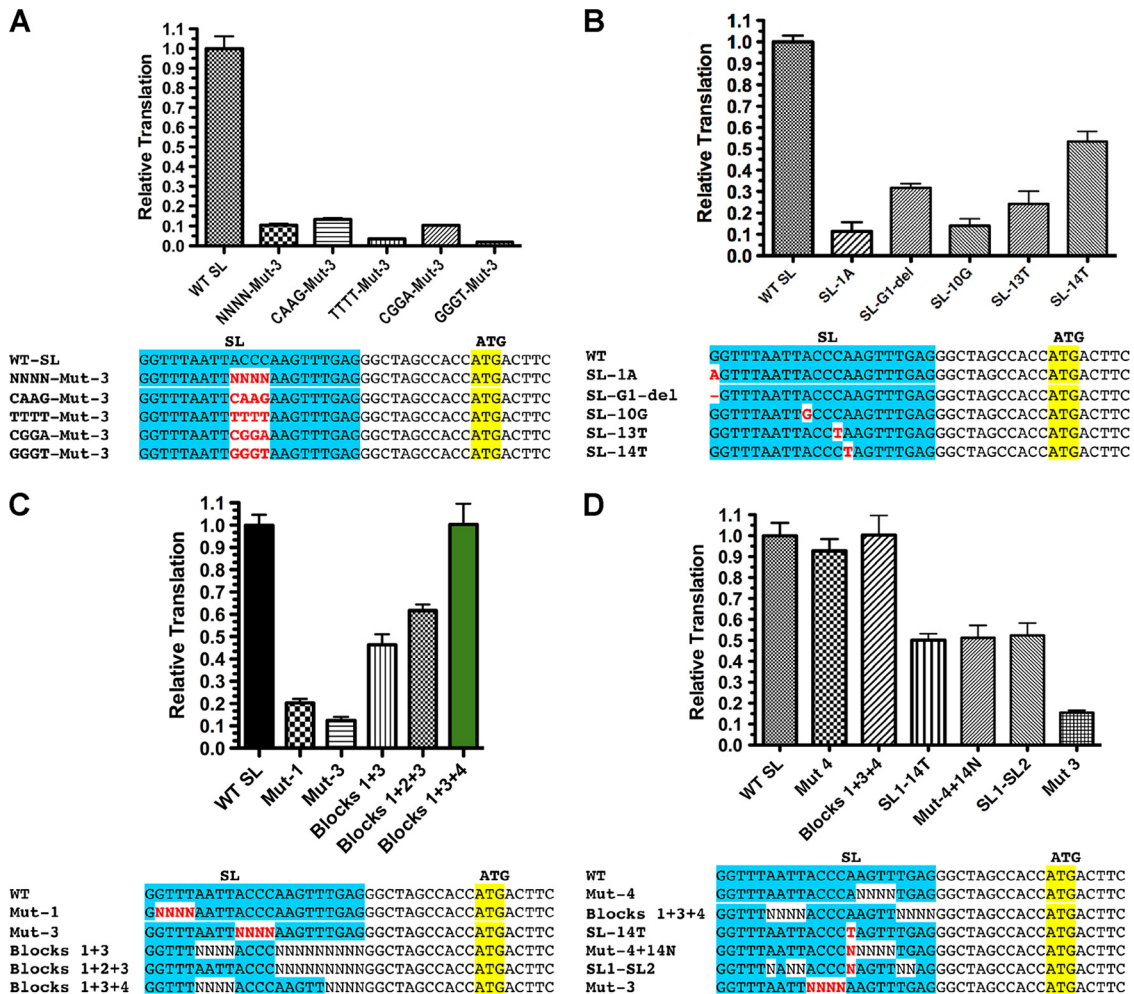 A
Relative Translation
1.1
1.0
0.9
0.8
0.7
0.6
0.5
0.4
0.3
0.2
0.1
0.0
WT SL
NNNN-Mut-3
CAAG-Mut-3
TTTT-Mut-3
CGGA-Mut-3
GGGT-Mut-3
SL ATG
WT-SL GGTTTAATTACCCAAGTTTGAGGGCTAGCCACCATGACTTC
NNNN-Mut-3 GGTTTAATTNNNNAAGTTTGAGGGCTAGCCACCATGACTTC
CAAG-Mut-3 GGTTTAATTCAAGAAGTTTGAGGGCTAGCCACCATGACTTC
TTTT-Mut-3 GGTTTAATTTTTTAAGTTTGAGGGCTAGCCACCATGACTTC
CGGA-Mut-3 GGTTTAATTCGGAAAGTTTGAGGGCTAGCCACCATGACTTC
GGGT-Mut-3 GGTTTAATTGGGTAAGTTTGAGGGCTAGCCACCATGACTTC
B
Relative Translation
1.1
1.0
0.9
0.8
0.7
0.6
0.5
0.4
0.3
0.2
0.1
0.0
WT SL
SL-1A
SL-G1-del
SL-10G
SL-13T
SL-14T
SL ATG
WT GGTTTAATTACCCAAGTTTGAGGGCTAGCCACCATGACTTC
SL-1A AGTTTAATTACCCAAGTTTGAGGGCTAGCCACCATGACTTC
SL-G1-del -GTTTAATTACCCAAGTTTGAGGGCTAGCCACCATGACTTC
SL-10G GGTTTAATTGCCCAAGTTTGAGGGCTAGCCACCATGACTTC
SL-13T GGTTTAATTACCTAAGTTTGAGGGCTAGCCACCATGACTTC
SL-14T GGTTTAATTACCCTAGTTTGAGGGCTAGCCACCATGACTTC
C
Relative Translation
1.1
1.0
0.9
0.8
0.7
0.6
0.5
0.4
0.3
0.2
0.1
0.0
WT SL
Mut-1
Mut-3
Blocks 1+3
Blocks 1+2+3
Blocks 1+3+4
SL ATG
WT GGTTTAATTACCCAAGTTTGAGGGCTAGCCACCATGACTTC
Mut-1 GNNNNAATTACCCAAGTTTGAGGGCTAGCCACCATGACTTC
Mut-3 GGTTTAATTNNNNAAGTTTGAGGGCTAGCCACCATGACTTC
Blocks 1+3 GGTTTNNNNACCCNNNNNNNNNGGCTAGCCACCATGACTTC
Blocks 1+2+3 GGTTTAATTACCCNNNNNNNNNGGCTAGCCACCATGACTTC
Blocks 1+3+4 GGTTTNNNNACCCAAGTTNNNNGGCTAGCCACCATGACTTC
D
Relative Translation
1.1
1.0
0.9
0.8
0.7
0.6
0.5
0.4
0.3
0.2
0.1
0.0
WT SL
Mut 4
Blocks 1+3+4
SL1-14T
Mut-4+14N
SL1-SL2
Mut 3
SL ATG
WT GGTTTAATTACCCAAGTTTGAGGGCTAGCCACCATGACTTC
Mut-4 GGTTTAATTACCCANNNNTGAGGGCTAGCCACCATGACTTC
Blocks 1+3+4 GGTTTNNNNACCCAAGTTNNNNGGCTAGCCACCATGACTTC
SL-14T GGTTTAATTACCCTAGTTTGAGGGCTAGCCACCATGACTTC
Mut-4+14N GGTTTAATTACCCNNNNNTGAGGGCTAGCCACCATGACTTC
SL1-SL2 GGTTTNANNACCCNAGTTNNAGGGCTAGCCACCATGACTTC
Mut-3 GGTTTAATTNNNNAAGTTTGAGGGCTAGCCACCATGACTTC